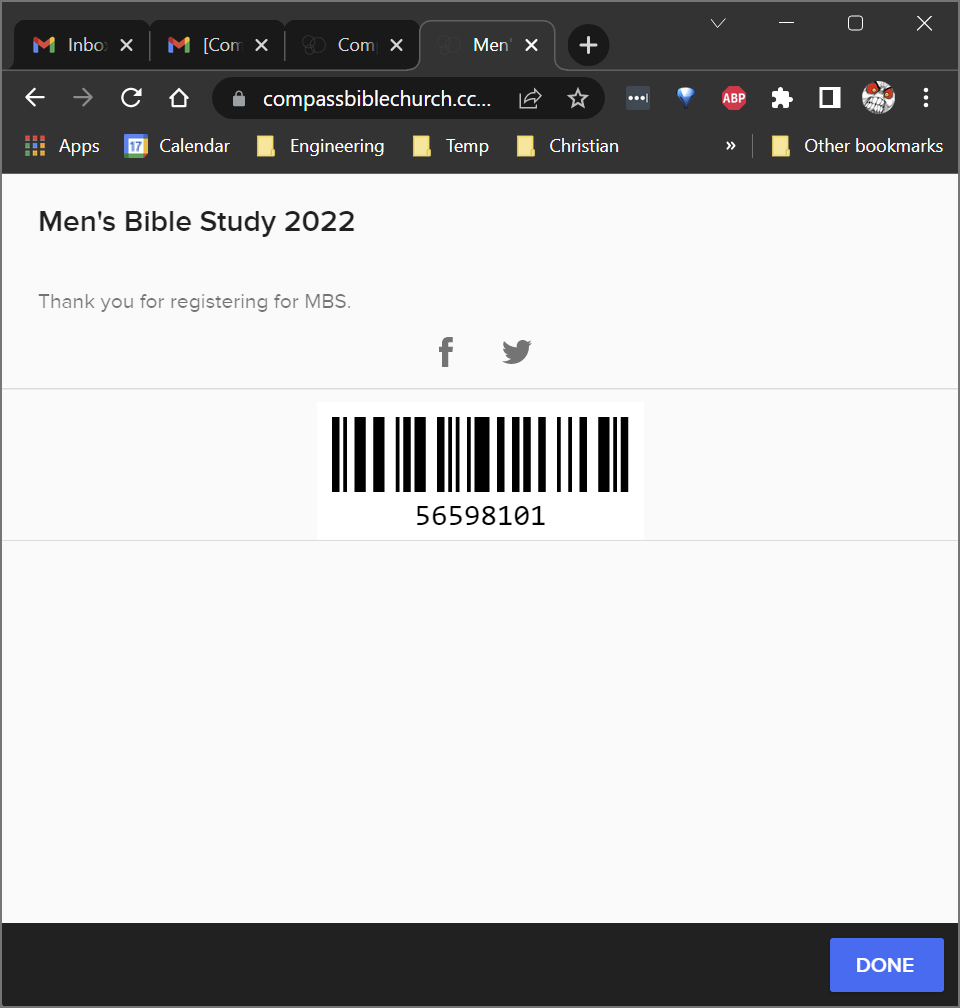 Inbo
[Com
Com
Men'
compassbiblechurch.cc...
ABP
Apps
17
Calendar
Engineering
Temp
Christian
»
Other bookmarks
Men's Bible Study 2022
Thank you for registering for MBS.
56598101
DONE